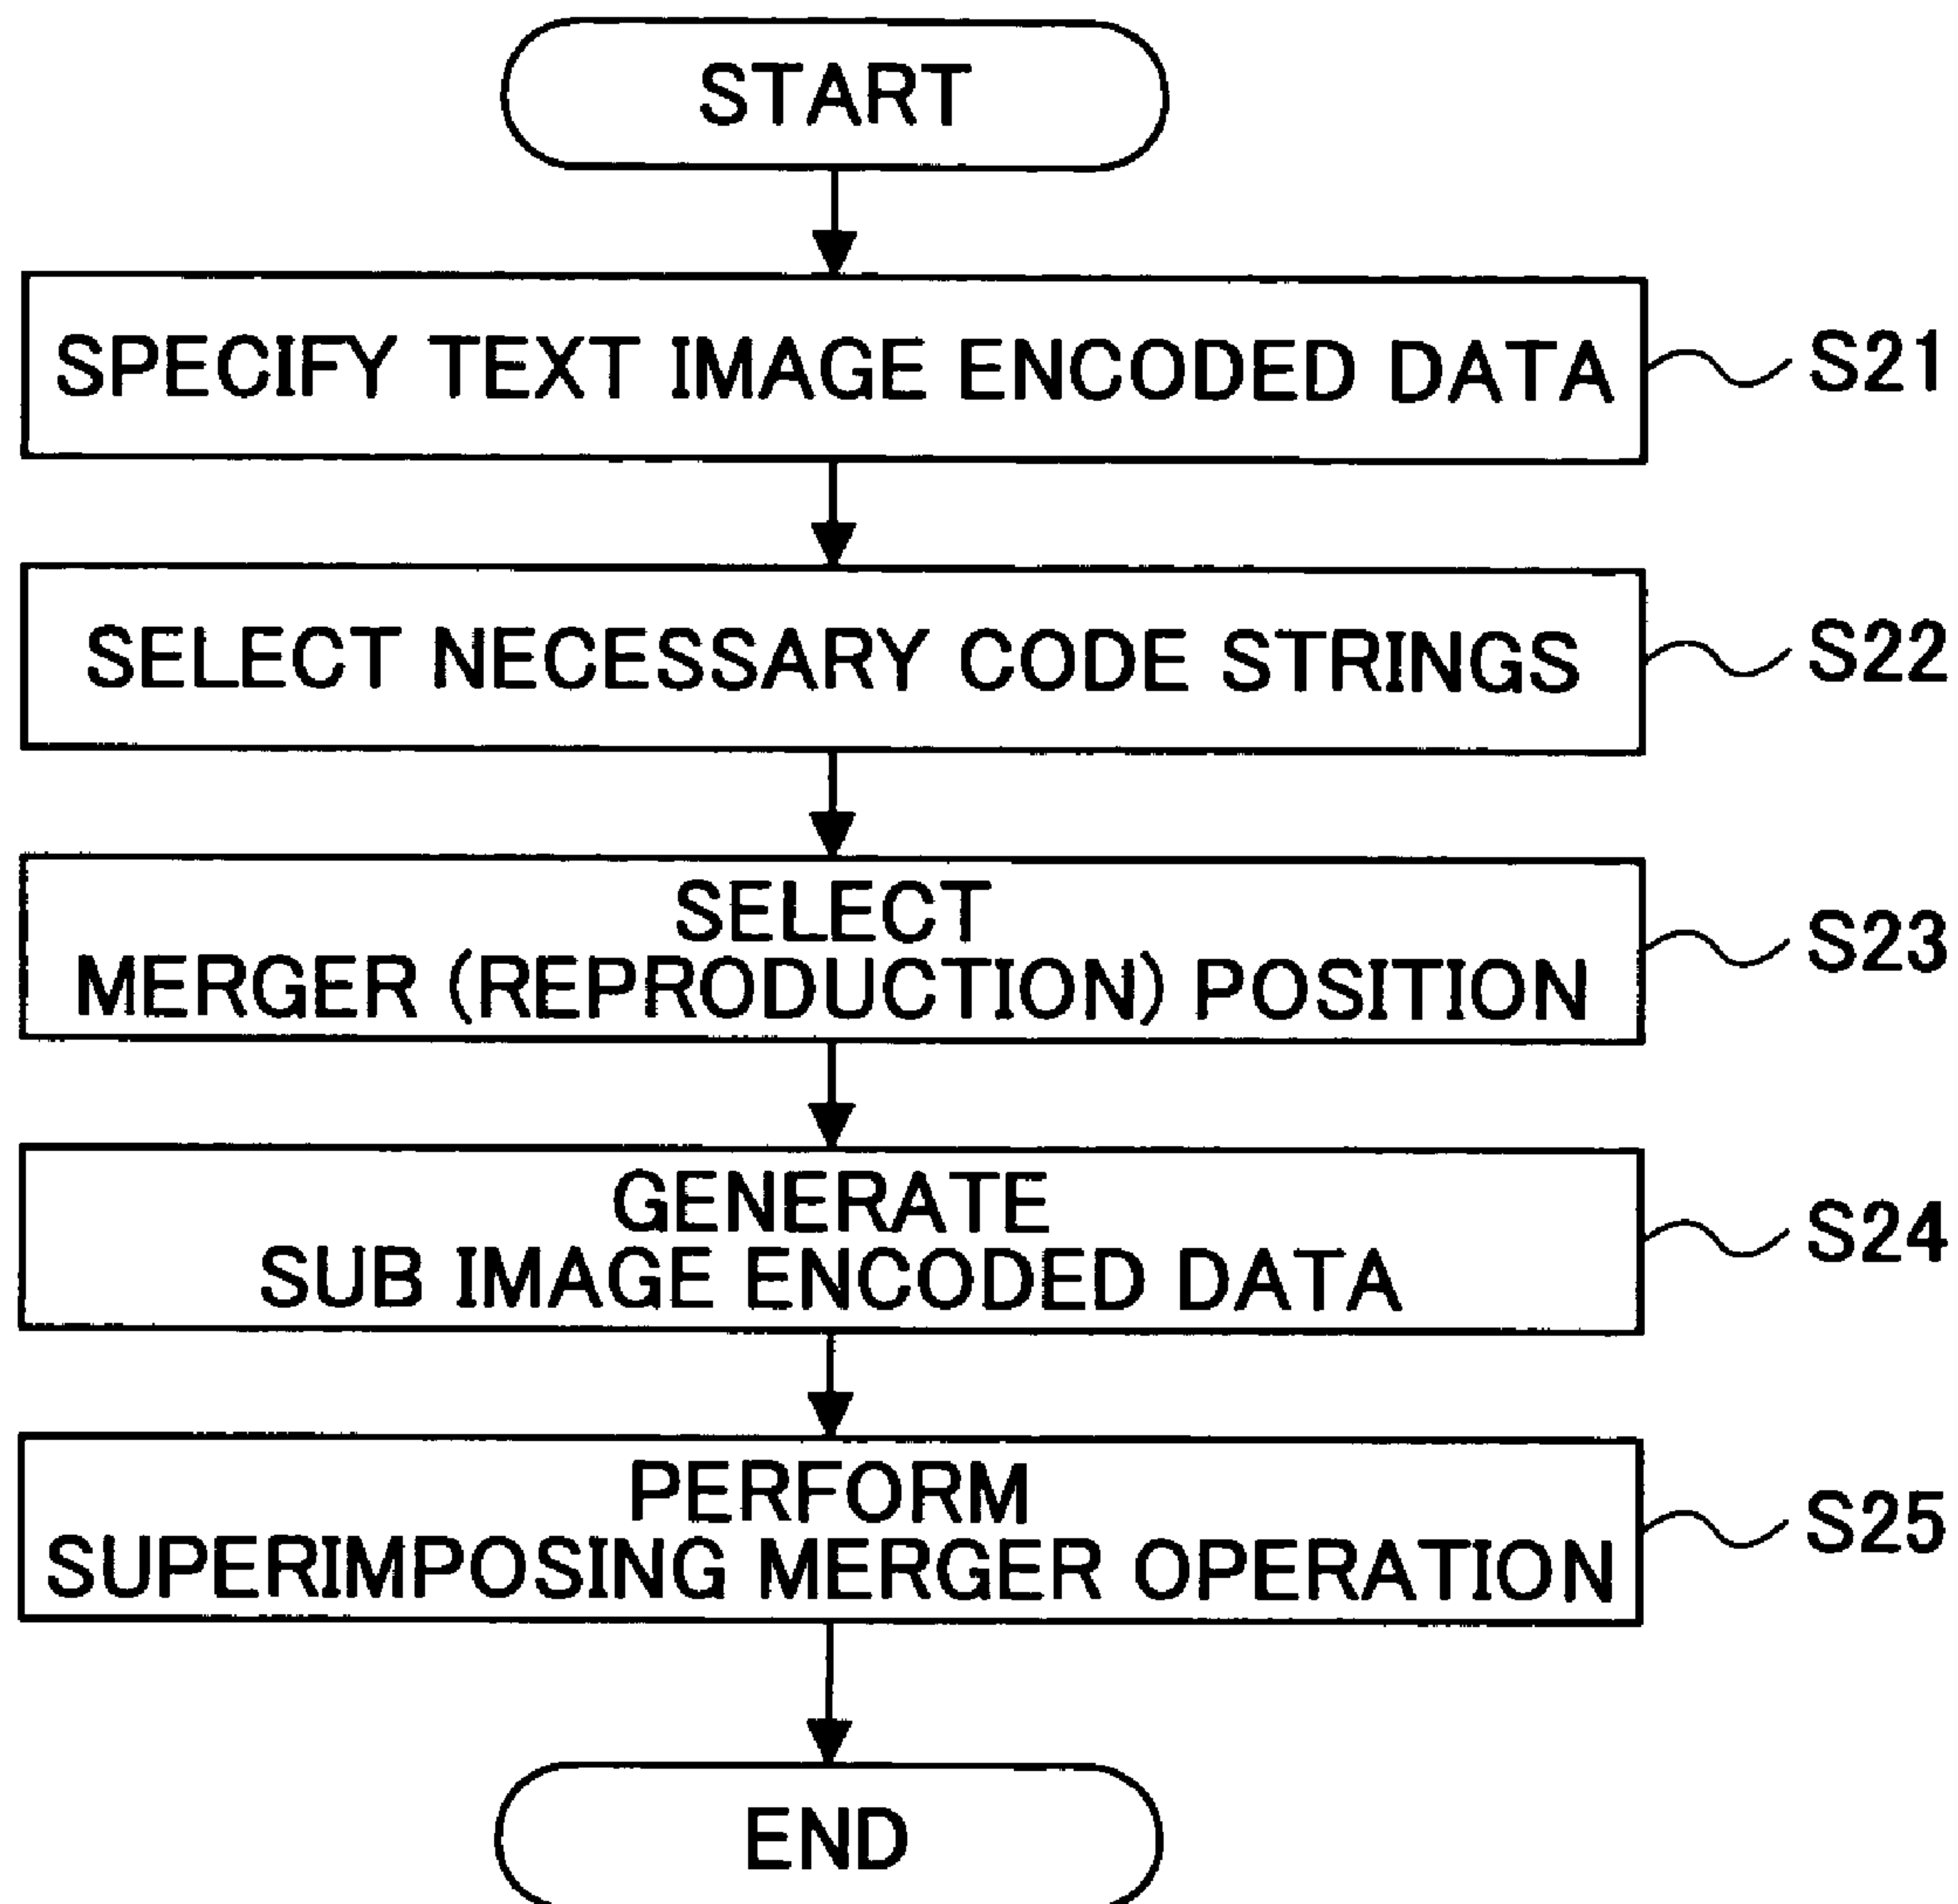 START
SPECIFY TEXT IMAGE ENCODED DATA
S21
SELECT NECESSARY CODE STRINGS
S22
SELECT
MERGER (REPRODUCTION) POSITION
S23
GENERATE
SUB IMAGE ENCODED DATA
S24
PERFORM
SUPERIMPOSING MERGER OPERATION
S25
END